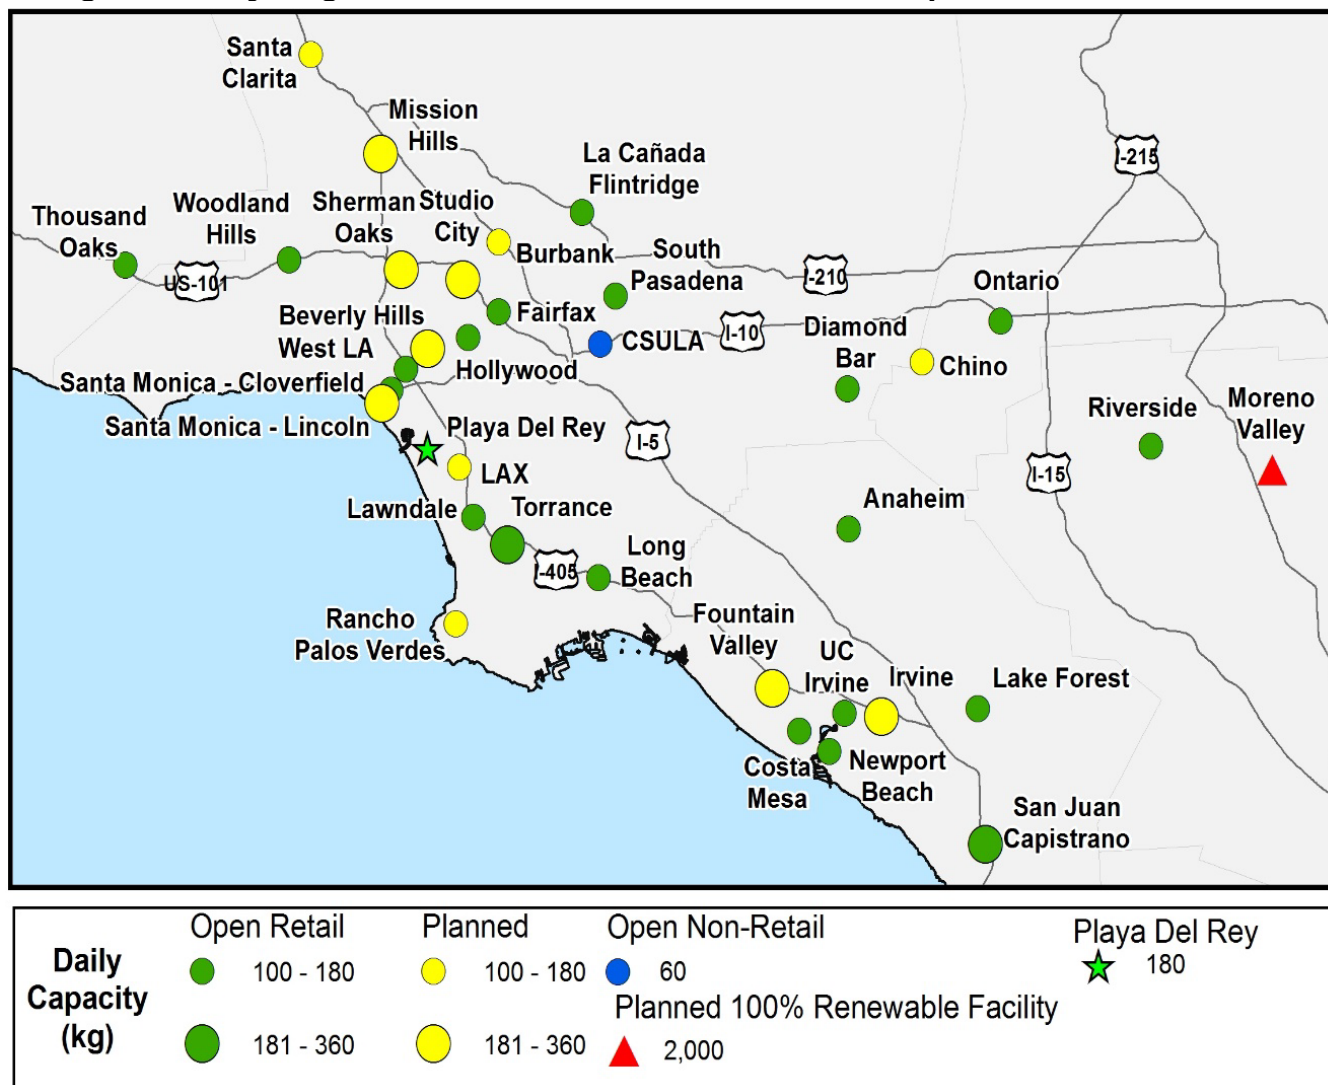 Santa
Clarita
Mission
Hills
La Cañada
Flintridge
I-215
Thousand
Oaks
Woodland
Hills
Sherman
Oaks
Studio
City
Burbank
South
Pasadena
US-101
I-210
Ontario
Beverly Hills
West LA
Fairfax
CSULA
I-10
Diamond
Bar
Chino
Hollywood
Santa Monica - Cloverfield
Santa Monica - Lincoln
Playa Del Rey
I-5
Riverside
Moreno
Valley
LAX
I-15
Lawndale
Torrance
Anaheim
I-405
Long
Beach
Rancho
Palos Verdes
Fountain
Valley
UC
Irvine
Irvine
Lake Forest
Costa
Mesa
Newport
Beach
San Juan
Capistrano
Daily
Capacity
(kg)
Open Retail
100 - 180
181 - 360
Planned
100 - 180
181 - 360
Open Non-Retail
60
Planned 100% Renewable Facility
2,000
Playa Del Rey
180